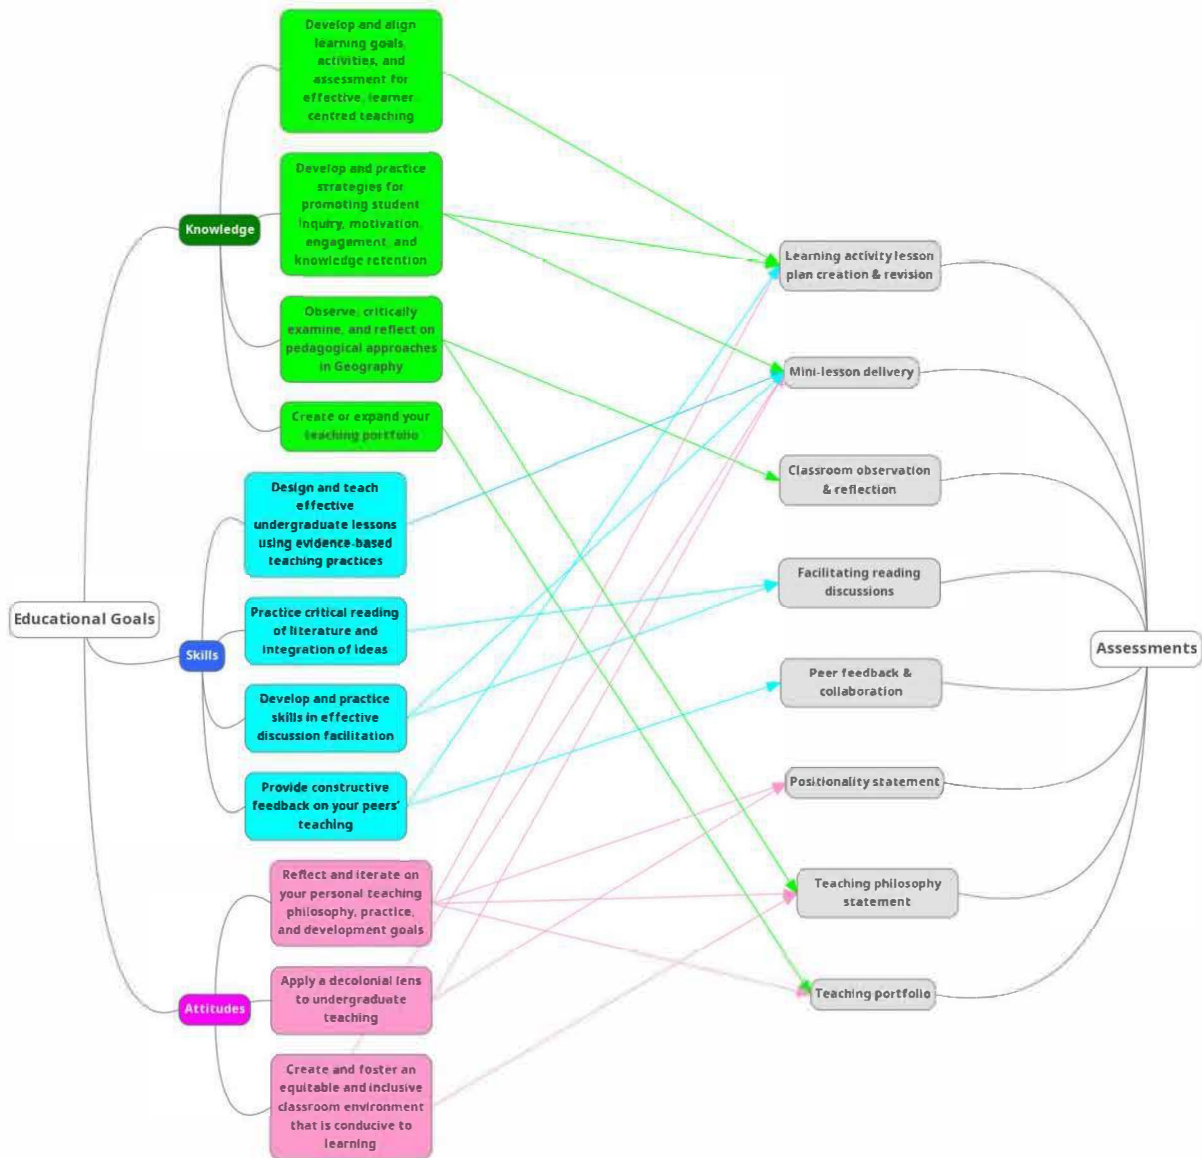 Develop and align
learning goals,
activities, and
assessment for
effective, learner-
centred teaching
Develop and practice
strategies for
promoting student
inquiry, motivation,
engagement, and
knowledge retention
Knowledge
Observe, critically
examine, and reflect on
pedagogical approaches
in Geography
Create or expand your
teaching portfolio
Design and teach
effective
undergraduate lessons
using evidence-based
teaching practices
Educational Goals
Practice critical reading
of literature and
integration of ideas
Skills
Develop and practice
skills in effective
discussion facilitation
Provide constructive
feedback on your peers'
teaching
Reflect and iterate on
your personal teaching
philosophy, practice,
and development goals
Apply a decolonial lens
to undergraduate
teaching
Attitudes
Create and foster an
equitable and inclusive
classroom environment
that is conducive to
learning
Learning activity lesson
plan creation & revision
Mini-lesson delivery
Classroom observation
& reflection
Facilitating reading
discussions
Peer feedback &
collaboration
Positionality statement
Teaching philosophy
statement
Teaching portfolio
Assessments